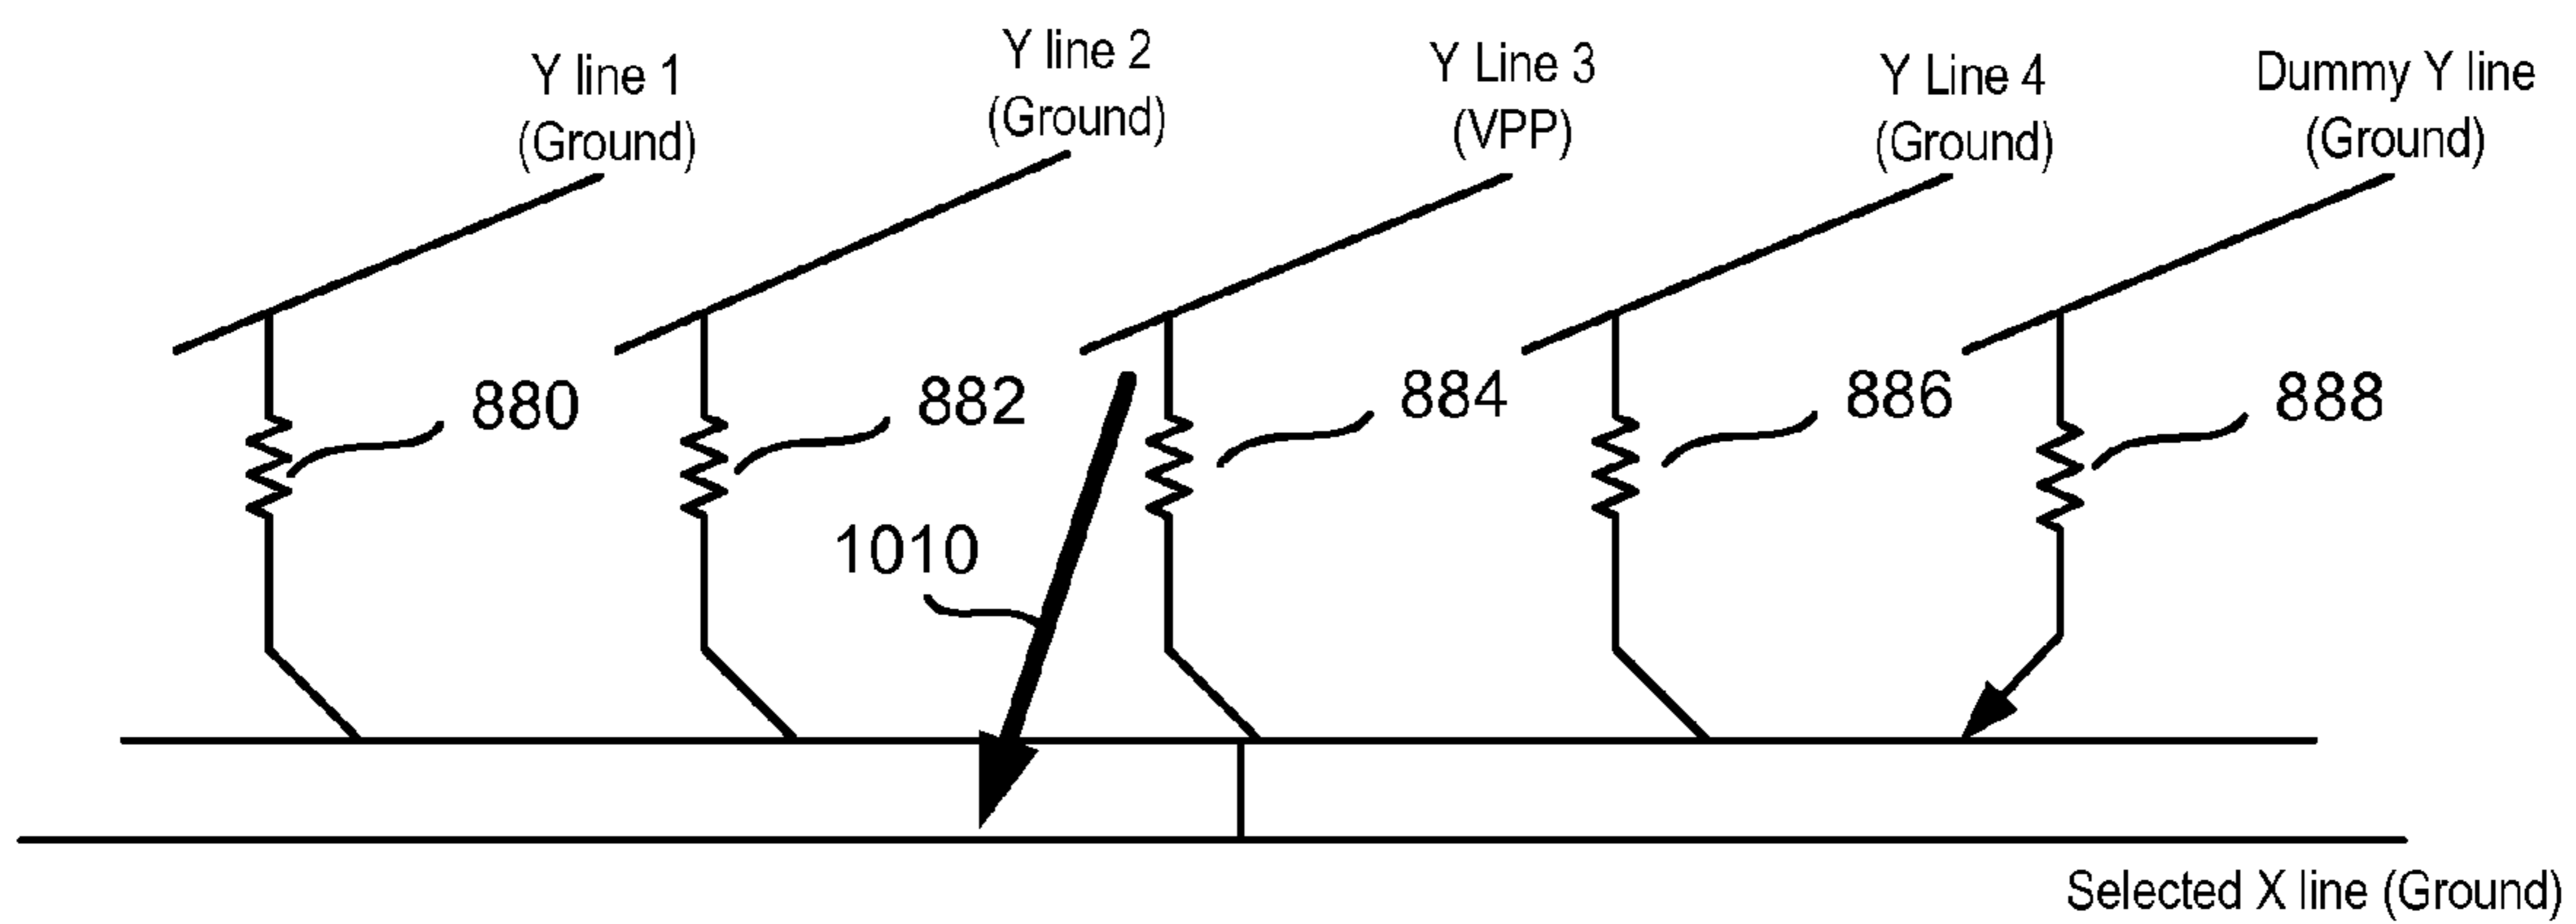 Y line 1
(Ground)
Y line 2
(Ground)
Y Line 3
(VPP)
Y Line 4
(Ground)
Dummy Y line
(Ground)
880
882
884
886
888
1010
Selected X line (Ground)